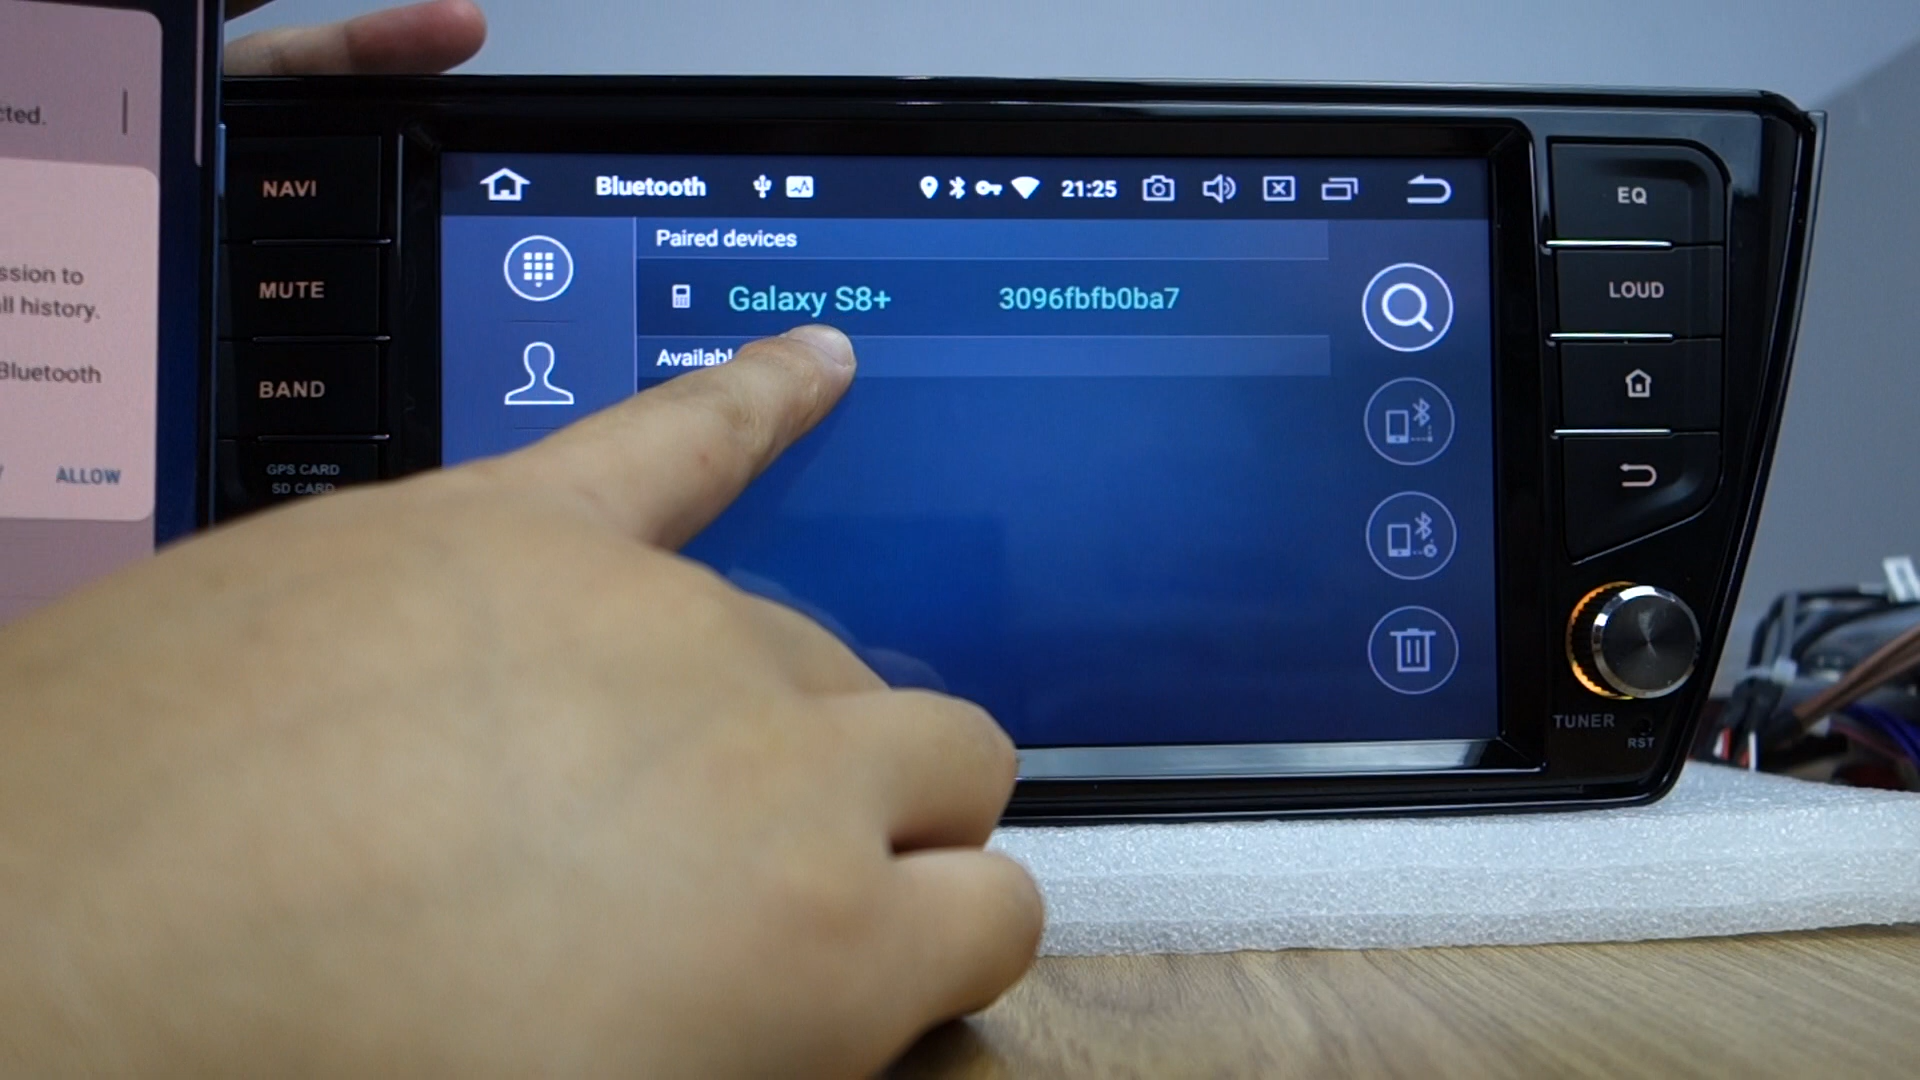 cted.
ssion to
ll history.
Bluetooth
ALLOW
NAVI
MUTE
BAND
GPS CARD
SD CARD
Bluetooth
21:25
Paired devices
Galaxy S8+ 3096fbfb0ba7
Availabl
EQ
LOUD
TUNER
RST